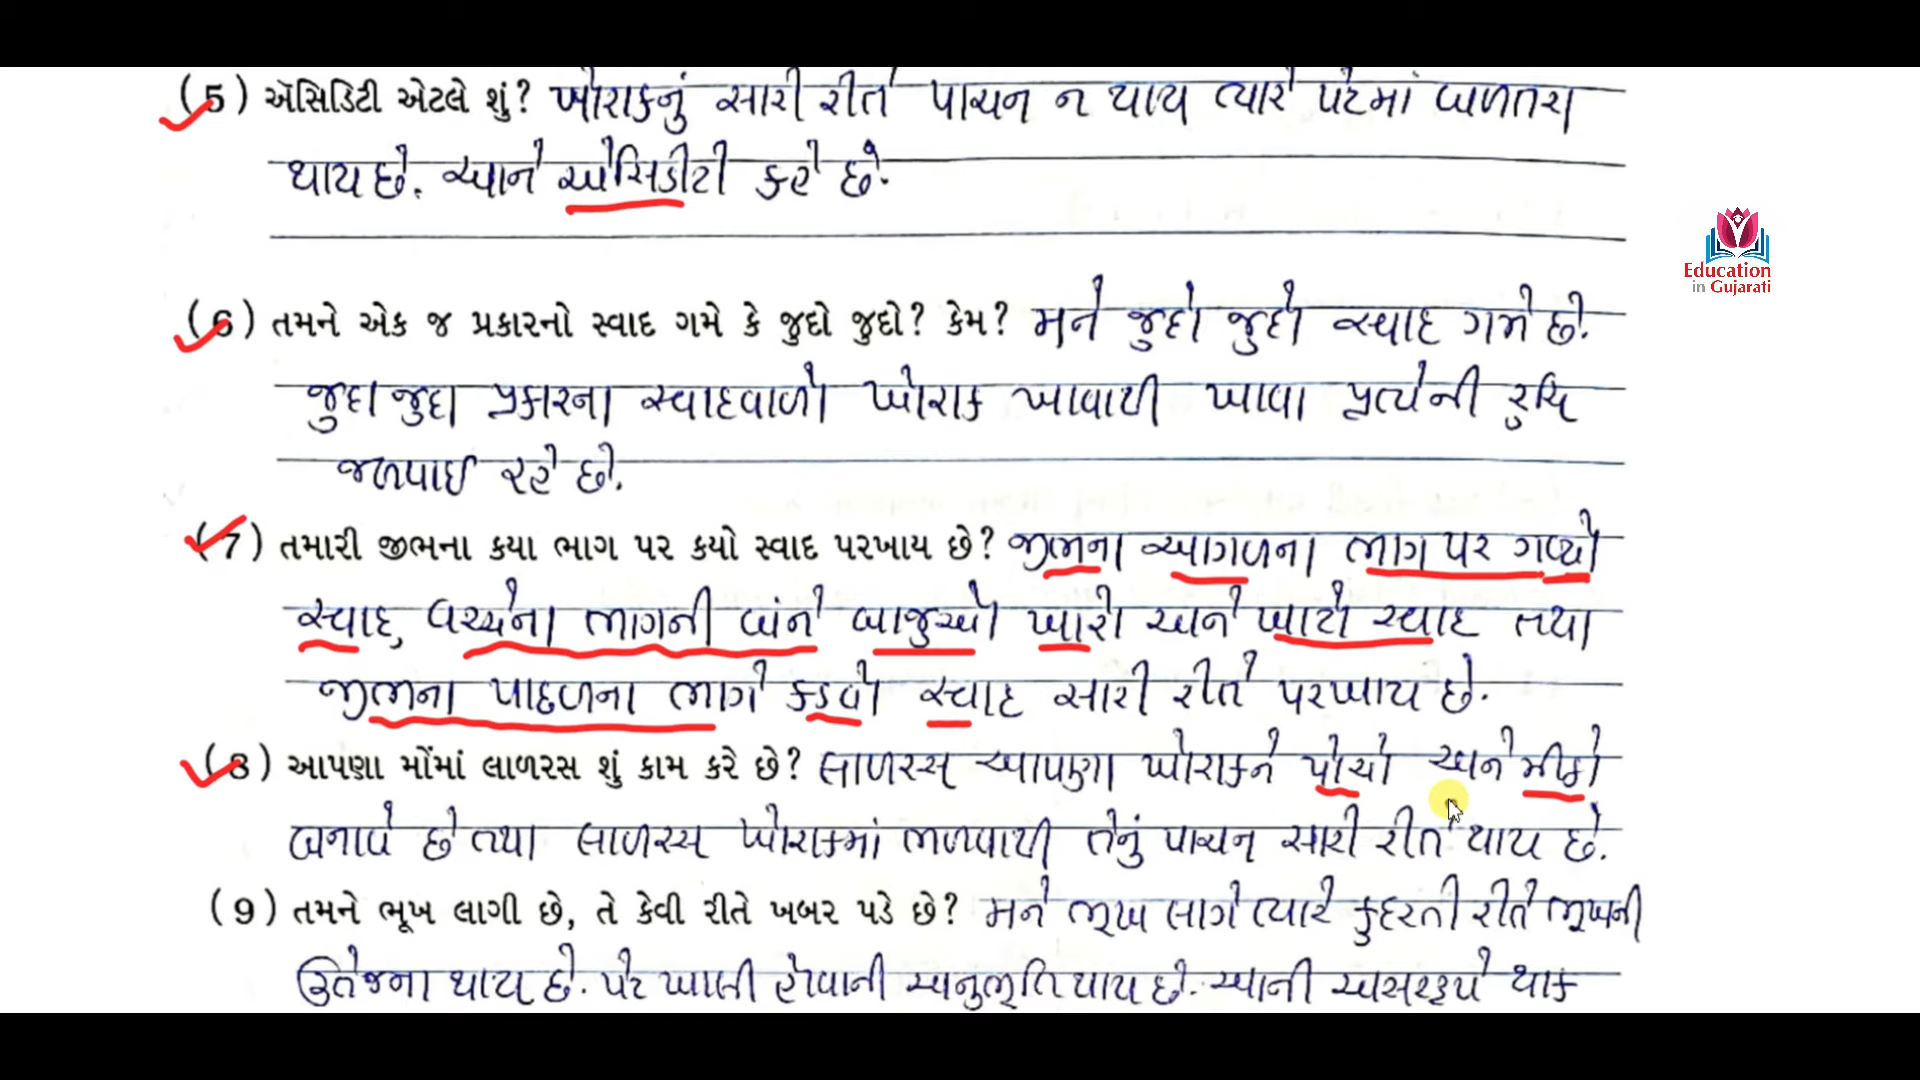 (5) ઍસિડિટી એટલે શું? ખોરાકનું સારી રીતે પાચન ન થાય ત્યારે પેટમાં બળતરા
થાય છે. આને એસિડીટી કહે છે.
Education
in Gujarati
(6) તમને એક જ પ્રકારનો સ્વાદ ગમે કે જુદો જુદો? કેમ? મને જુદો જુદો સ્વાદ ગમે છે.
જુદા જુદા પ્રકારના સ્વાદવાળો ખોરાક ખાવાથી ખાવા પ્રત્યેની રુચિ
જળવાઈ રહે છે.
(7) તમારી જીભના કયા ભાગ પર કયો સ્વાદ પરખાય છે? જીભના આગળના ભાગ પર ગળ્યો
સ્વાદ, વચ્ચેના ભાગની બંને બાજુએ ખારો અને ખાટો સ્વાદ તથા
જીભના પાછળના ભાગે કડવો સ્વાદ સારી રીતે પરખાય છે.
(8) આપણા મોંમાં લાળરસ શું કામ કરે છે? લાળરસ આપણા ખોરાકને પોચો અને મીઠો
બનાવે છે તથા લાળરસ ખોરાકમાં ભળવાથી તેનું પાચન સારી રીતે થાય છે.
(9) તમને ભૂખ લાગી છે, તે કેવી રીતે ખબર પડે છે? મને ભૂખ લાગે ત્યારે કુદરતી રીતે ભૂખની
ઉતેજના થાય છે. પેટ ખાલી હોવાની અનુભૂતિ થાય છે. આની અસરરૂપે થાક